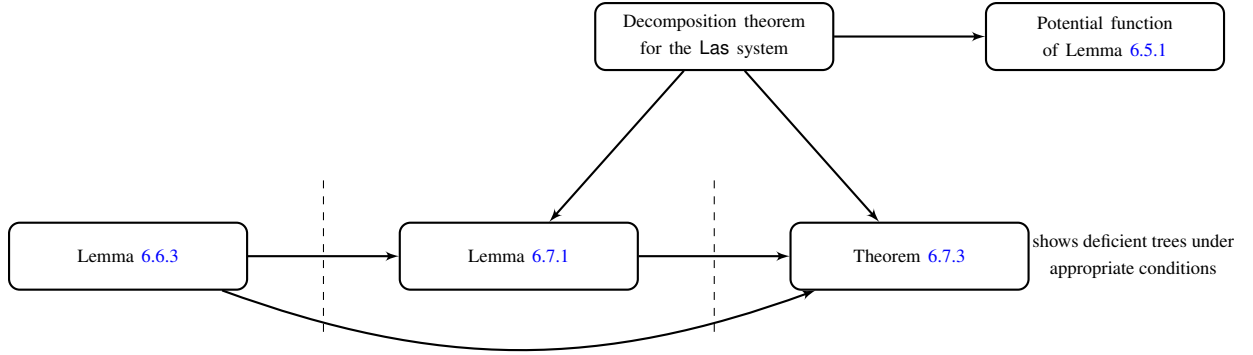 Decomposition theorem
for the Las system
Potential function
of Lemma 6.5.1
Lemma 6.6.3
Lemma 6.7.1
Theorem 6.7.3
shows deficient trees under
appropriate conditions